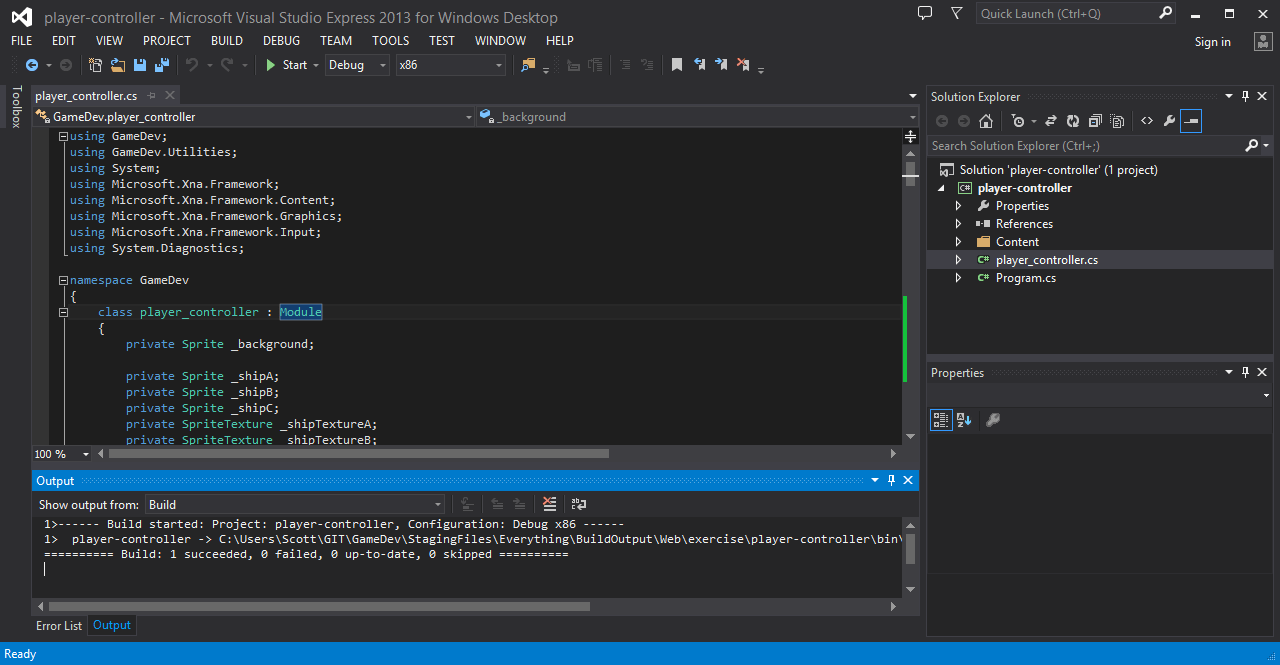 player-controller - Microsoft Visual Studio Express 2013 for Windows Desktop
Quick Launch (Ctrl+Q)
FILE EDIT VIEW PROJECT BUILD DEBUG TEAM TOOLS TEST WINDOW HELP
Sign in
Start Debug x86
Toolbox
player_controller.cs
GameDev.player_controller
_background
using GameDev;
using GameDev.Utilities;
using System;
using Microsoft.Xna.Framework;
using Microsoft.Xna.Framework.Content;
using Microsoft.Xna.Framework.Graphics;
using Microsoft.Xna.Framework.Input;
using System.Diagnostics;
namespace GameDev
{
class player_controller : Module
{
private Sprite _background;
private Sprite _shipA;
private Sprite _shipB;
private Sprite _shipC;
private SpriteTexture _shipTextureA;
private SpriteTexture _shipTextureB;
100 %
Output
Show output from: Build
1>------ Build started: Project: player-controller, Configuration: Debug x86 ------
1>  player-controller -> C:\Users\Scott\GIT\GameDev\StagingFiles\Everything\BuildOutput\Web\exercise\player-controller\bin\
========== Build: 1 succeeded, 0 failed, 0 up-to-date, 0 skipped ==========
Error List Output
Ready
Solution Explorer
Search Solution Explorer (Ctrl+;)
Solution 'player-controller' (1 project)
C# player-controller
Properties
References
Content
C# player_controller.cs
C# Program.cs
Properties